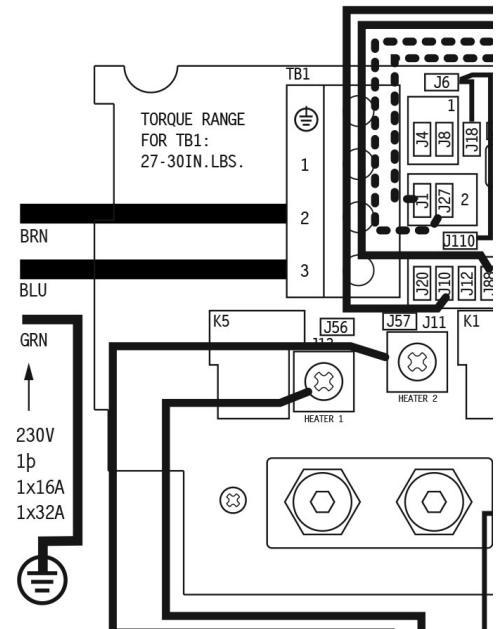 TB1
J6
TORQUE RANGE
FOR TB1:
27-30IN.LBS.
1
J4
J8
J18
1
2
3
J1
J27
2
J110
BRN
BLU
GRN
J20
J10
J12
K5
J56
J57
J11
K1
HEATER 1
HEATER 2
230V
1þ
1x16A
1x32A